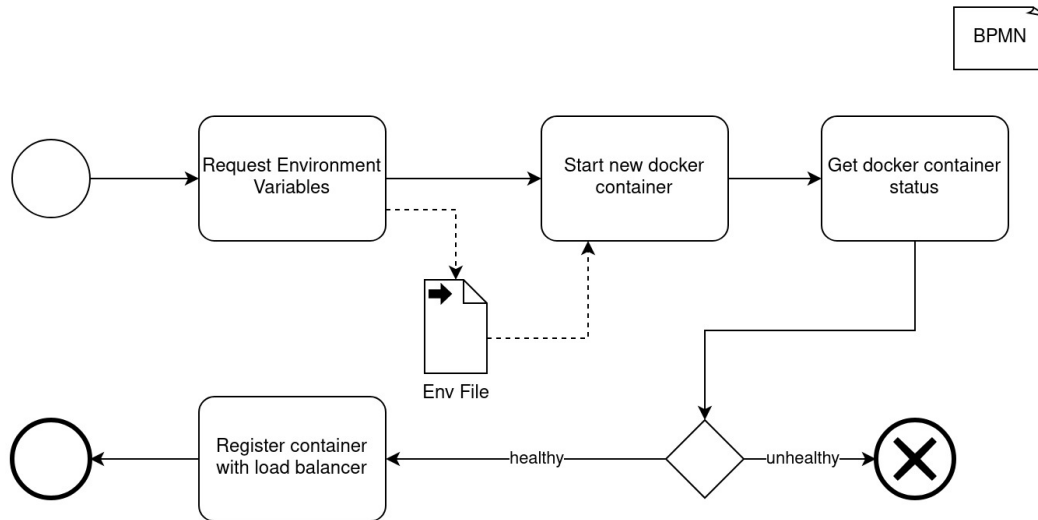 BPMN
Request Environment
Variables
Start new docker
container
Get docker container
status
Env File
Register container
with load balancer
healthy
unhealthy